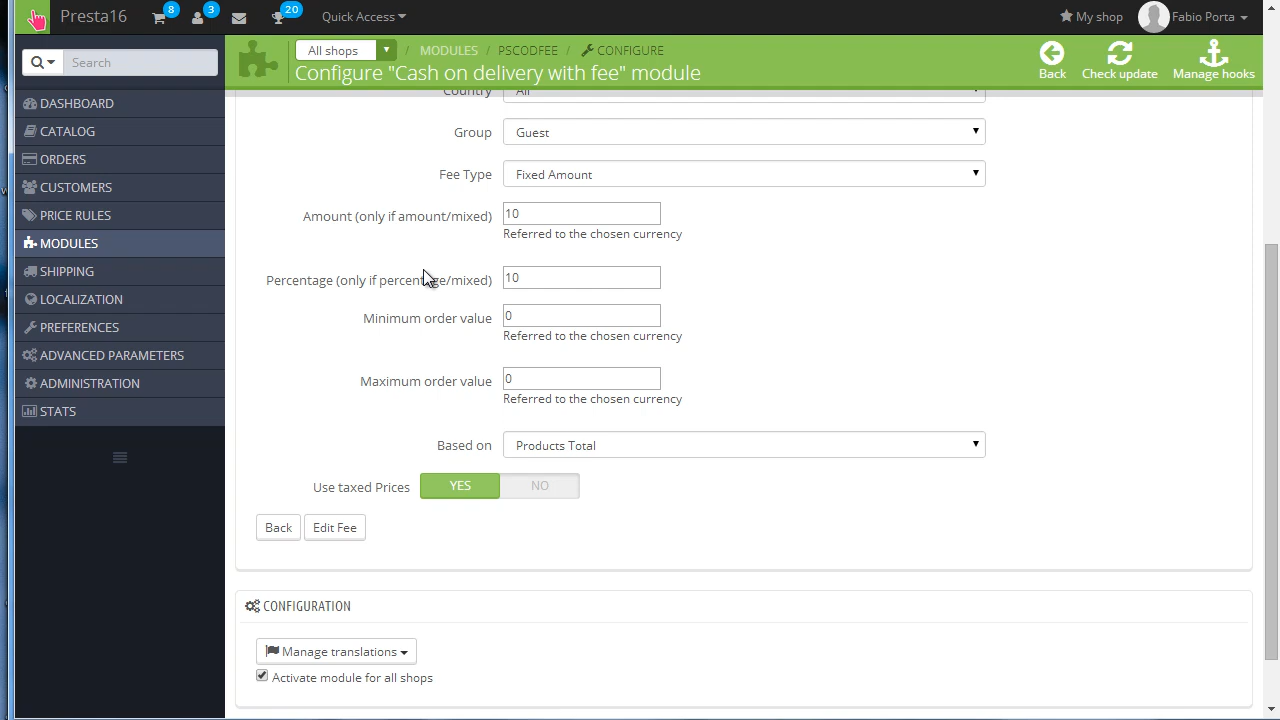 Presta16
8
3
20
Quick Access
My shop
Fabio Porta
Search
All shops
/ MODULES / PSCODFEE / CONFIGURE
Configure "Cash on delivery with fee" module
Back
Check update
Manage hooks
DASHBOARD
CATALOG
ORDERS
CUSTOMERS
PRICE RULES
MODULES
SHIPPING
LOCALIZATION
PREFERENCES
ADVANCED PARAMETERS
ADMINISTRATION
STATS
Country All
Group Guest
Fee Type Fixed Amount
Amount (only if amount/mixed) 10
Referred to the chosen currency
Percentage (only if percentage/mixed) 10
Minimum order value 0
Referred to the chosen currency
Maximum order value 0
Referred to the chosen currency
Based on Products Total
Use taxed Prices YES NO
Back Edit Fee
CONFIGURATION
Manage translations
Activate module for all shops